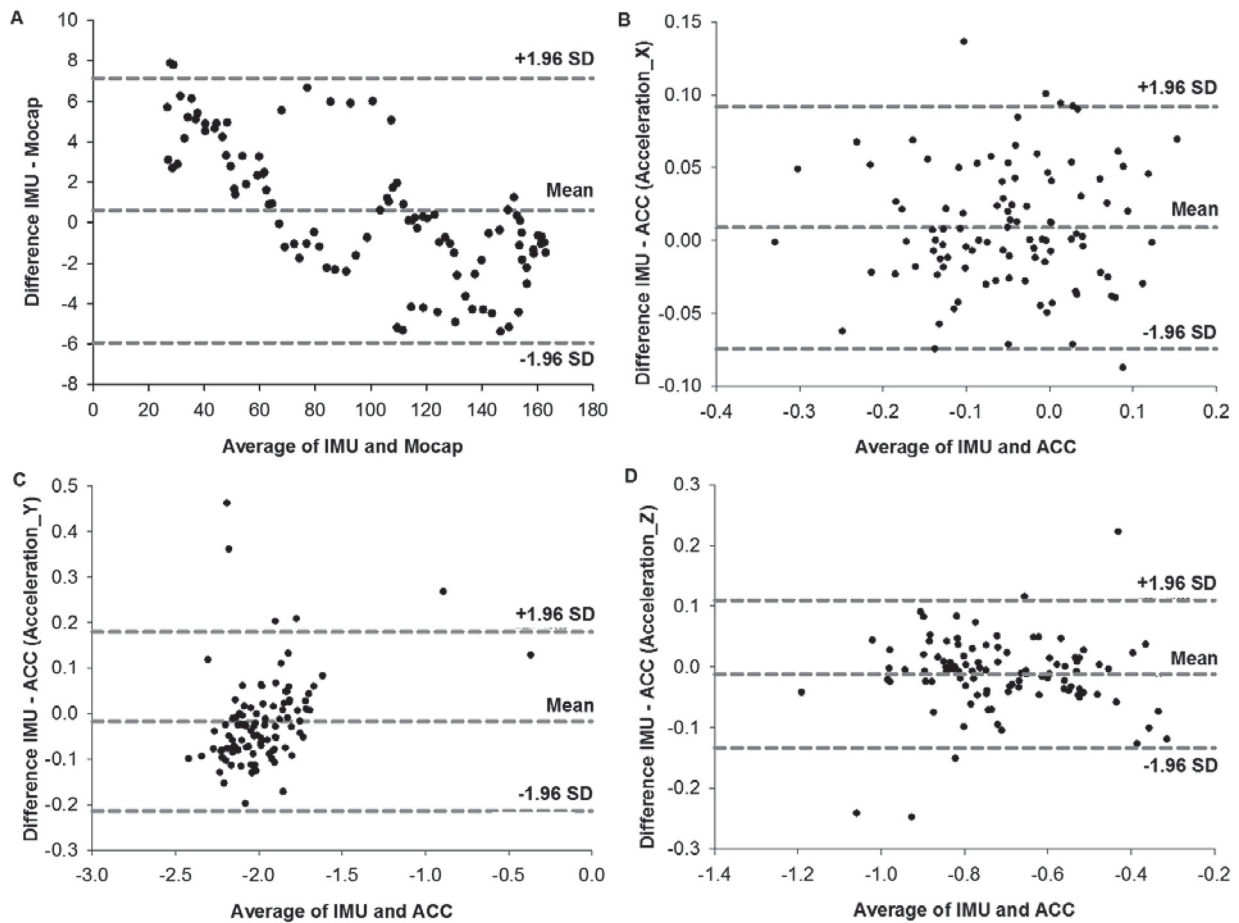 A
10
8
6
4
2
0
-2
-4
-6
-8
Difference IMU - Mocap
+1.96 SD
Mean
-1.96 SD
0 20 40 60 80 100 120 140 160 180
Average of IMU and Mocap
B
0.15
0.10
0.05
0.00
-0.05
-0.10
Difference IMU - ACC (Acceleration_X)
+1.96 SD
Mean
-1.96 SD
-0.4 -0.3 -0.2 -0.1 0.0 0.1 0.2
Average of IMU and ACC
C
0.5
0.4
0.3
0.2
0.1
0.0
-0.1
-0.2
-0.3
Difference IMU - ACC (Acceleration_Y)
+1.96 SD
Mean
-1.96 SD
-3.0 -2.5 -2.0 -1.5 -1.0 -0.5 0.0
Average of IMU and ACC
D
0.3
0.2
0.1
0.0
-0.1
-0.2
-0.3
Difference IMU - ACC (Acceleration_Z)
+1.96 SD
Mean
-1.96 SD
-1.4 -1.2 -1.0 -0.8 -0.6 -0.4 -0.2
Average of IMU and ACC